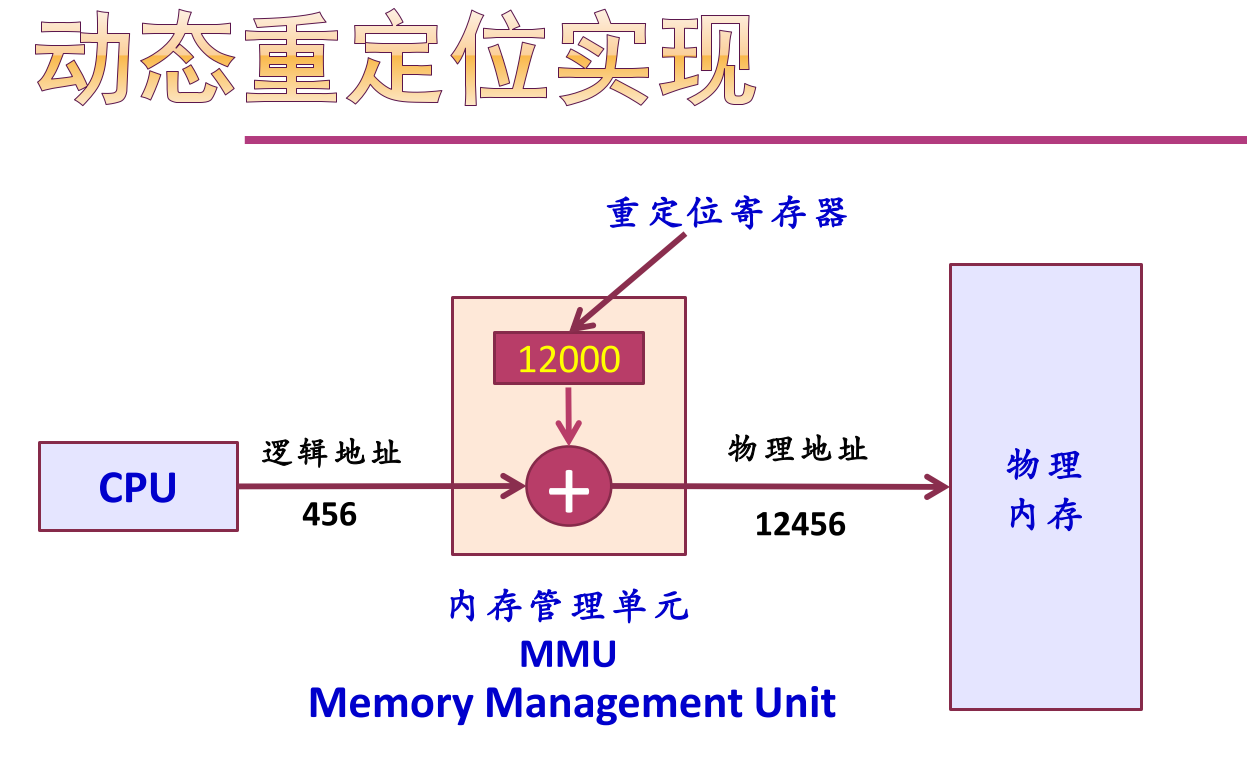 动态重定位实现
重定位寄存器
12000
CPU
逻辑地址
456
+
物理地址
12456
物理
内存
内存管理单元
MMU
Memory Management Unit